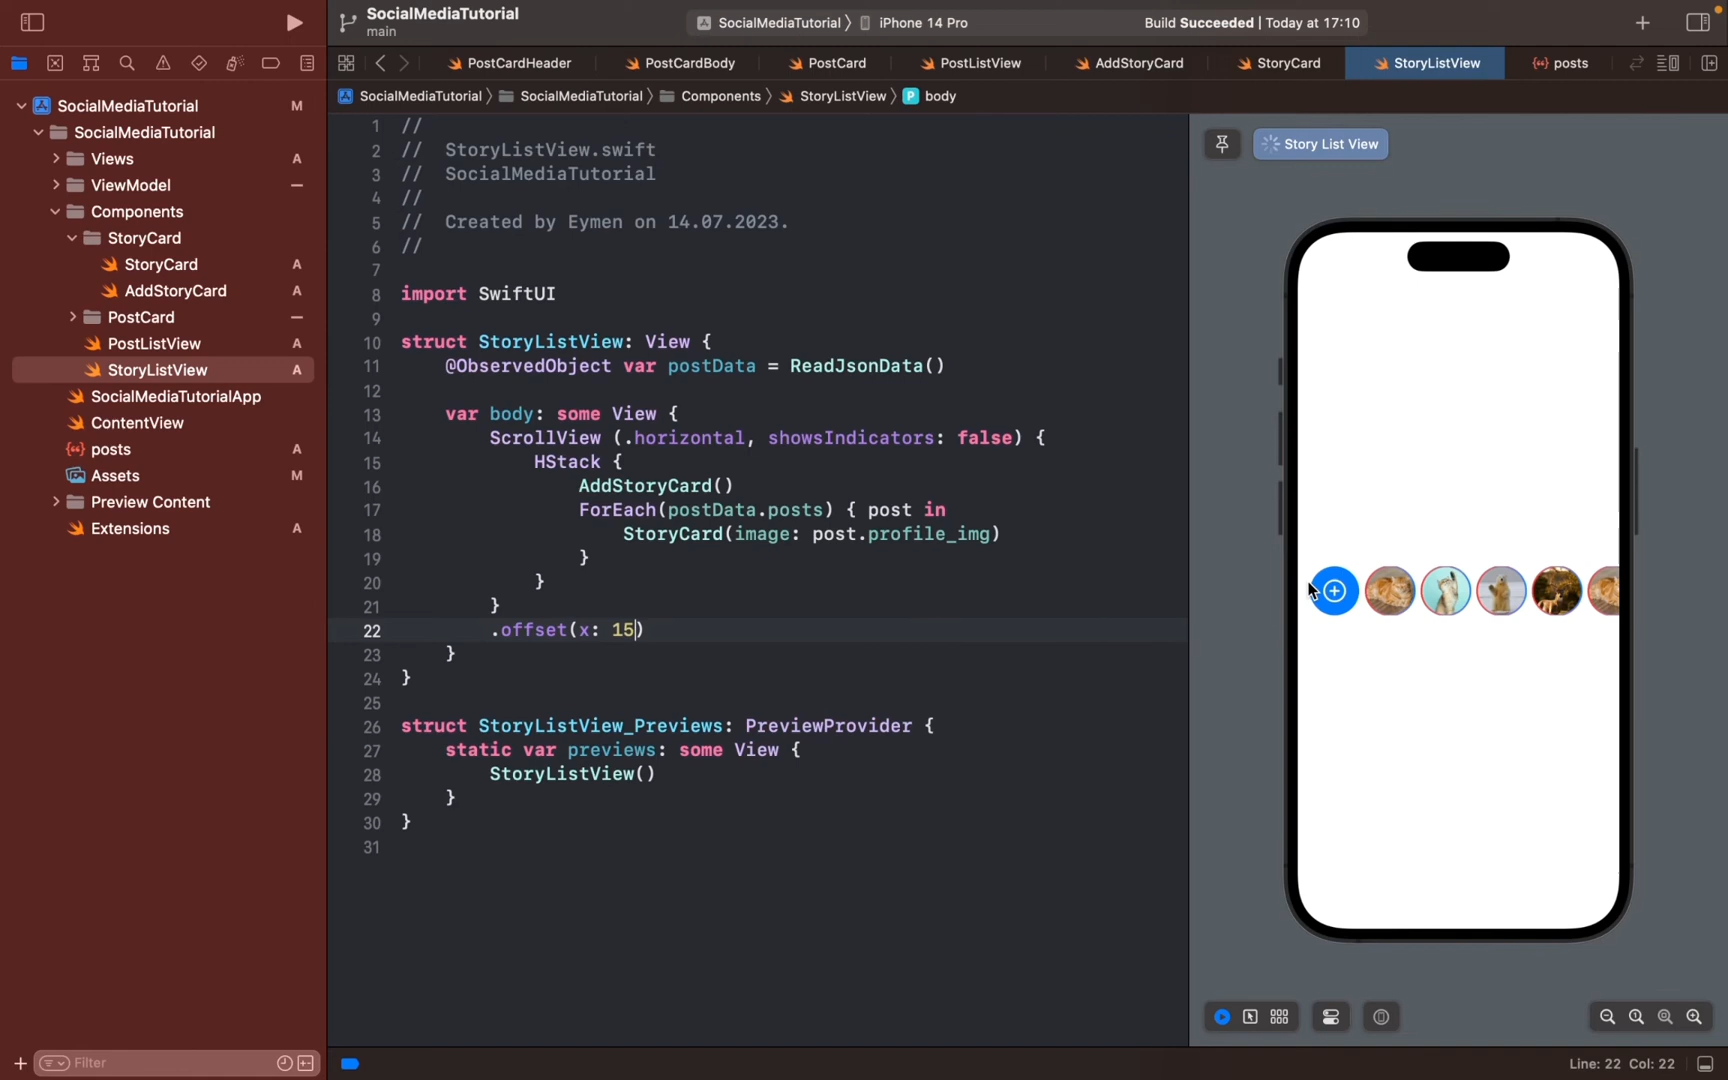 SocialMediaTutorial
main
SocialMediaTutorial
iPhone 14 Pro
Build Succeeded | Today at 17:10
PostCardHeader
PostCardBody
PostCard
PostListView
AddStoryCard
StoryCard
StoryListView
posts
SocialMediaTutorial
SocialMediaTutorial
Components
StoryListView
P body
SocialMediaTutorial M
SocialMediaTutorial
Views A
ViewModel
Components
StoryCard
StoryCard A
AddStoryCard A
PostCard
PostListView A
StoryListView A
SocialMediaTutorialApp
ContentView
posts A
Assets M
Preview Content
Extensions A
Filter
1 //
2 //  StoryListView.swift
3 //  SocialMediaTutorial
4 //
5 //  Created by Eymen on 14.07.2023.
6 //
7
8 import SwiftUI
9
10 struct StoryListView: View {
11     @ObservedObject var postData = ReadJsonData()
12
13     var body: some View {
14         ScrollView (.horizontal, showsIndicators: false) {
15             HStack {
16                 AddStoryCard()
17                 ForEach(postData.posts) { post in
18                     StoryCard(image: post.profile_img)
19                 }
20             }
21         }
22         .offset(x: 15)
23     }
24 }
25
26 struct StoryListView_Previews: PreviewProvider {
27     static var previews: some View {
28         StoryListView()
29     }
30 }
31
Story List View
Line: 22 Col: 22